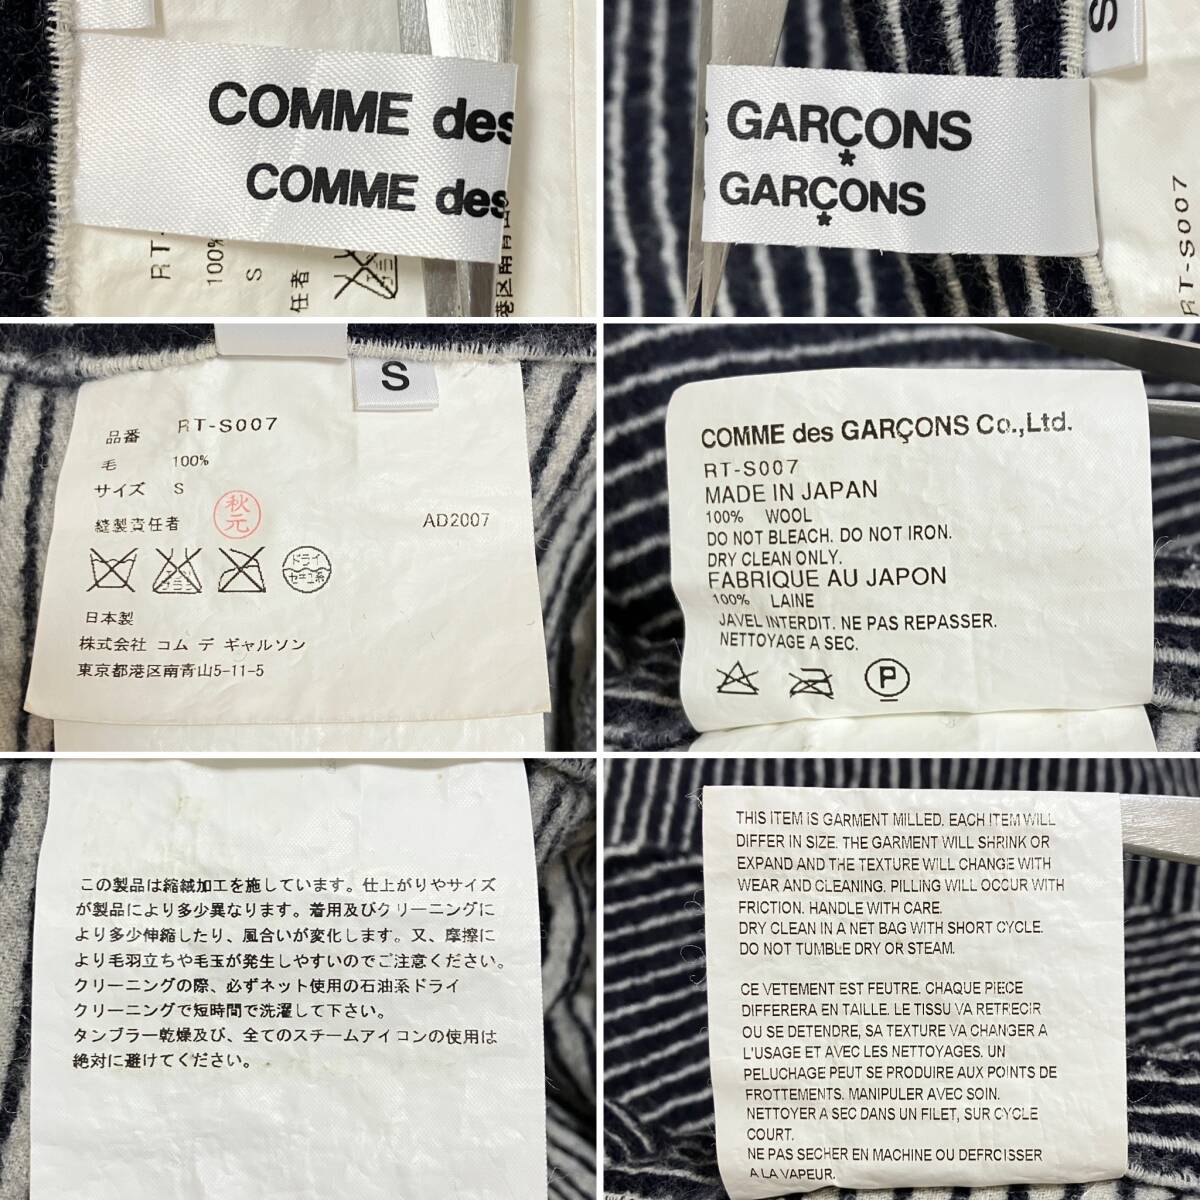 COMME des
COMME des
RT-
100%
S
任者
港区南青山5
GARÇONS
*
GARÇONS
*
S
RT-S007
S
品番 RT-S007
毛 100%
サイズ S
縫製責任者 秋元
AD2007
ドライ
セキユ系
日本製
株式会社 コム デ ギャルソン
東京都港区南青山5-11-5
COMME des GARÇONS Co.,Ltd.
RT-S007
MADE IN JAPAN
100% WOOL
DO NOT BLEACH. DO NOT IRON.
DRY CLEAN ONLY.
FABRIQUE AU JAPON
100% LAINE
JAVEL INTERDIT. NE PAS REPASSER.
NETTOYAGE A SEC.
P
この製品は縮絨加工を施しています。仕上がりやサイズ
が製品により多少異なります。着用及びクリーニングに
より多少伸縮したり、風合いが変化します。又、摩擦に
より毛羽立ちや毛玉が発生しやすいのでご注意ください。
クリーニングの際、必ずネット使用の石油系ドライ
クリーニングで短時間で洗濯して下さい。
タンブラー乾燥及び、全てのスチームアイコンの使用は
絶対に避けてください。
THIS ITEM IS GARMENT MILLED. EACH ITEM WILL
DIFFER IN SIZE. THE GARMENT WILL SHRINK OR
EXPAND AND THE TEXTURE WILL CHANGE WITH
WEAR AND CLEANING. PILLING WILL OCCUR WITH
FRICTION. HANDLE WITH CARE.
DRY CLEAN IN A NET BAG WITH SHORT CYCLE.
DO NOT TUMBLE DRY OR STEAM.
CE VETEMENT EST FEUTRE. CHAQUE PIECE
DIFFERERA EN TAILLE. LE TISSU VA RETRECIR
OU SE DETENDRE, SA TEXTURE VA CHANGER A
L'USAGE ET AVEC LES NETTOYAGES. UN
PELUCHAGE PEUT SE PRODUIRE AUX POINTS DE
FROTTEMENTS. MANIPULER AVEC SOIN.
NETTOYER A SEC DANS UN FILET, SUR CYCLE
COURT.
NE PAS SECHER EN MACHINE OU DEFROISSER
A LA VAPEUR.